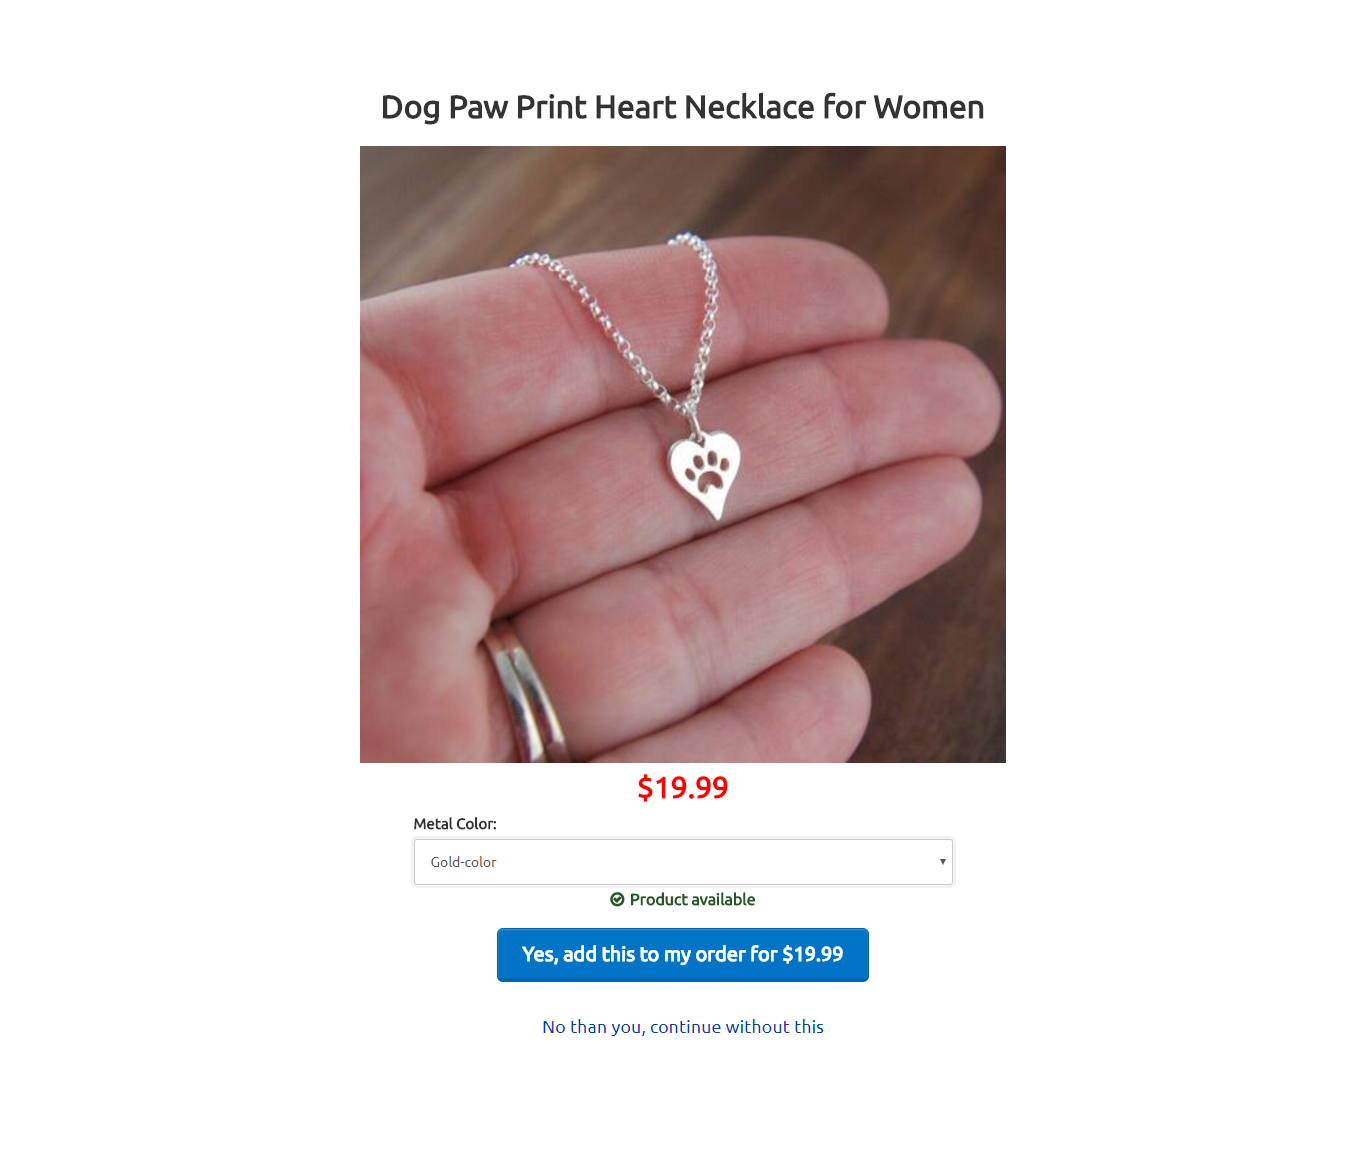 Dog Paw Print Heart Necklace for Women
$19.99
Metal Color:
Gold-color
Product available
Yes, add this to my order for $19.99
No than you, continue without this